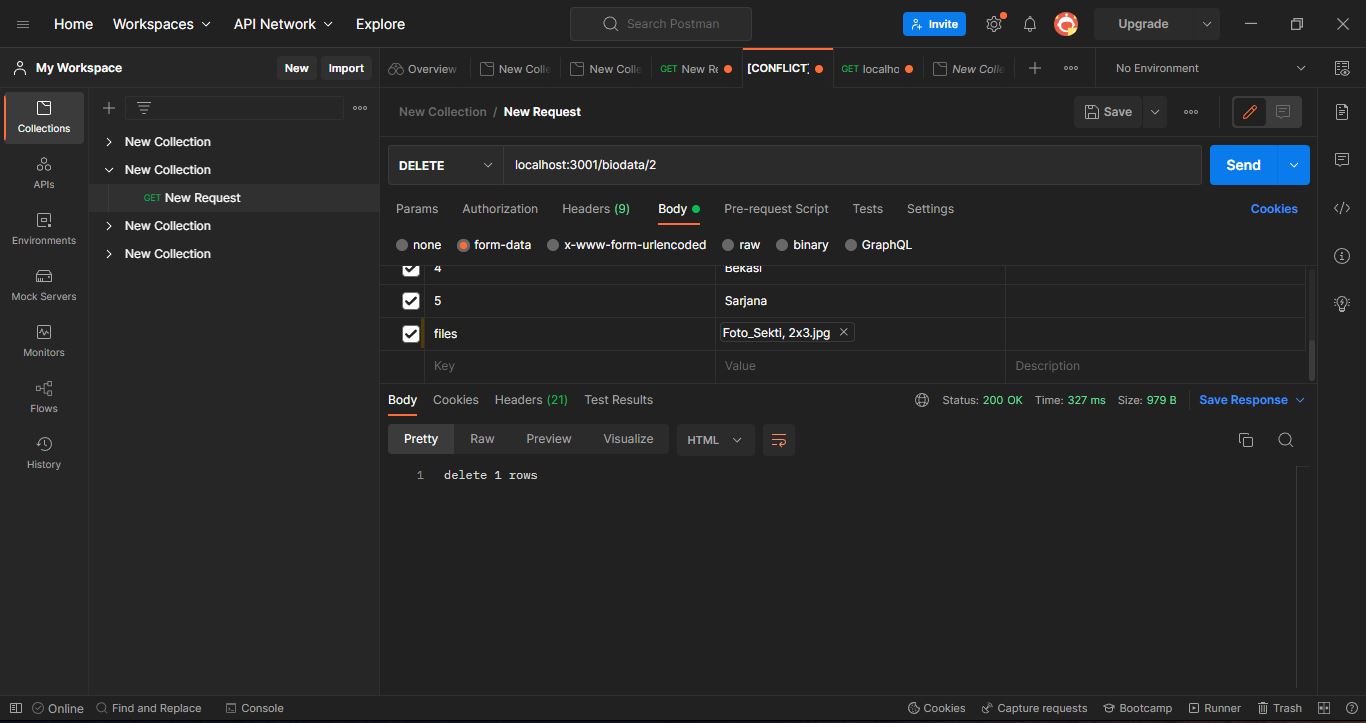 Home Workspaces API Network Explore Search Postman Invite Upgrade
My Workspace New Import Overview New Colle New Colle GET New Re [CONFLICT] GET localho New Colle No Environment
Collections
APIs
Environments
Mock Servers
Monitors
Flows
History
New Collection
New Collection
GET New Request
New Collection
New Collection
New Collection / New Request Save
DELETE localhost:3001/biodata/2 Send
Params Authorization Headers (9) Body Pre-request Script Tests Settings Cookies
none form-data x-www-form-urlencoded raw binary GraphQL
4 Bekasi
5 Sarjana
files Foto_Sekti, 2x3.jpg
Key Value Description
Body Cookies Headers (21) Test Results Status: 200 OK Time: 327 ms Size: 979 B Save Response
Pretty Raw Preview Visualize HTML
1 delete 1 rows
Online Find and Replace Console Cookies Capture requests Bootcamp Runner Trash